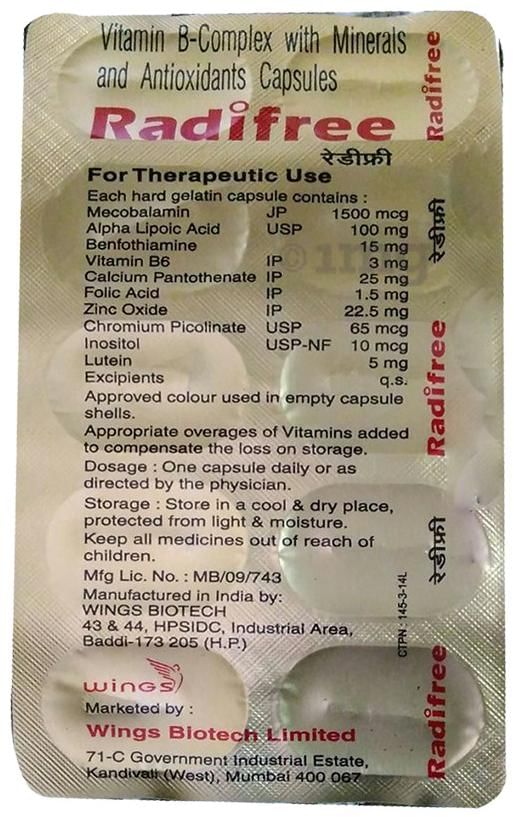 Vitamin B-Complex with Minerals
and Antioxidants Capsules
Radifree
रेडीफ्री
For Therapeutic Use
Each hard gelatin capsule contains :
Mecobalamin JP 1500 mcg
Alpha Lipoic Acid USP 100 mg
Benfothiamine 15 mg
Vitamin B6 IP 3 mg
Calcium Pantothenate IP 25 mg
Folic Acid IP 1.5 mg
Zinc Oxide IP 22.5 mg
Chromium Picolinate USP 65 mcg
Inositol USP-NF 10 mcg
Lutein 5 mg
Excipients q.s.
Approved colour used in empty capsule
shells.
Appropriate overages of Vitamins added
to compensate the loss on storage.
Dosage : One capsule daily or as
directed by the physician.
Storage : Store in a cool & dry place,
protected from light & moisture.
Keep all medicines out of reach of
children.
Mfg Lic. No. : MB/09/743
Manufactured in India by:
WINGS BIOTECH
43 & 44, HPSIDC, Industrial Area,
Baddi-173 205 (H.P.)
WINGS
Marketed by :
Wings Biotech Limited
71-C Government Industrial Estate,
Kandivali (West), Mumbai 400 067
CTPN : 145-3-14L
Radifree
रेडीफ्री
Radifree
रेडीफ्री
Radifree
© 1mg